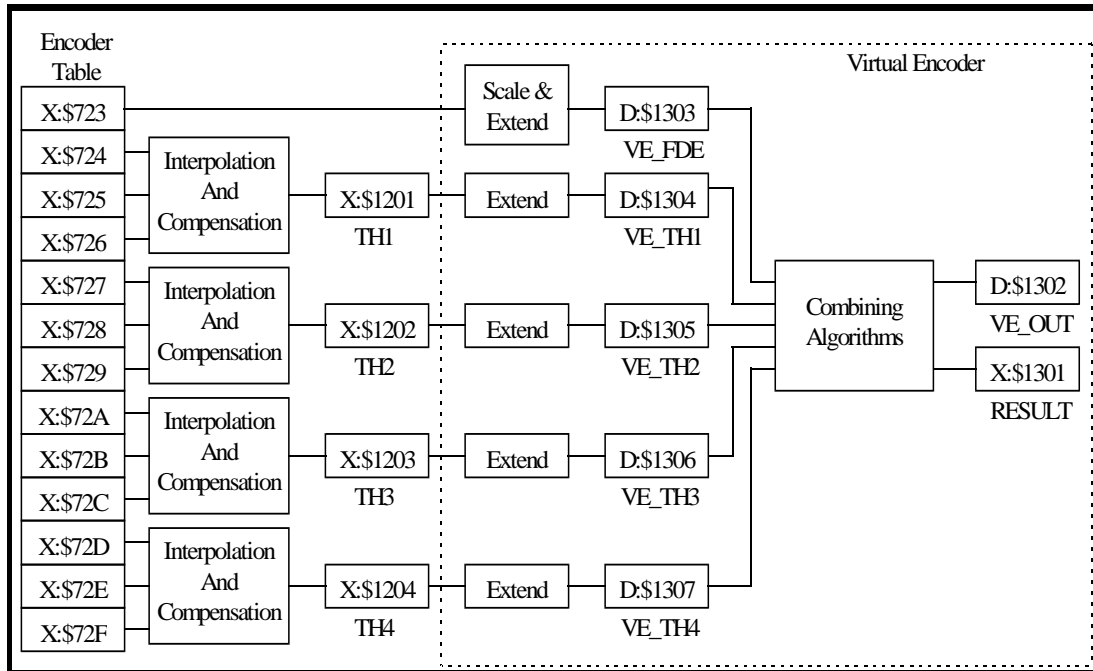 Encoder
Table
Virtual Encoder
X:$723
Scale &
Extend
D:$1303
VE_FDE
X:$724
X:$725
X:$726
Interpolation
And
Compensation
X:$1201
TH1
Extend
D:$1304
VE_TH1
X:$727
X:$728
X:$729
Interpolation
And
Compensation
X:$1202
TH2
Extend
D:$1305
VE_TH2
X:$72A
X:$72B
X:$72C
Interpolation
And
Compensation
X:$1203
TH3
Extend
D:$1306
VE_TH3
X:$72D
X:$72E
X:$72F
Interpolation
And
Compensation
X:$1204
TH4
Extend
D:$1307
VE_TH4
Combining
Algorithms
D:$1302
VE_OUT
X:$1301
RESULT